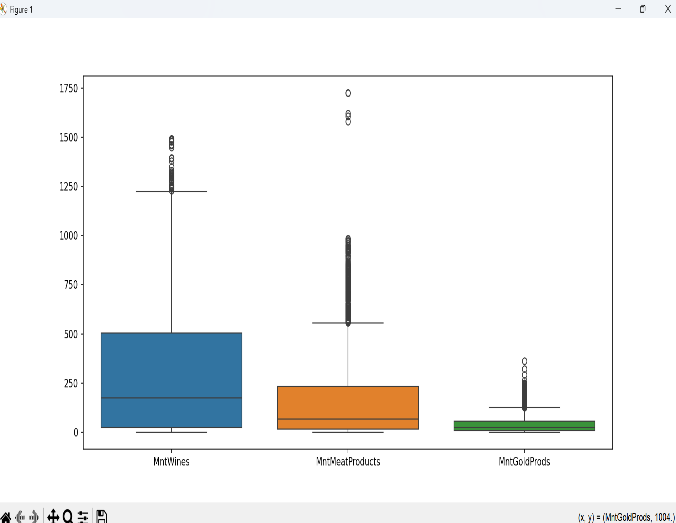 Figure 1
1750
1500
1250
1000
750
500
250
0
MntWines MntMeatProducts MntGoldProds
(x, y) = (MntGoldProds, 1004.)